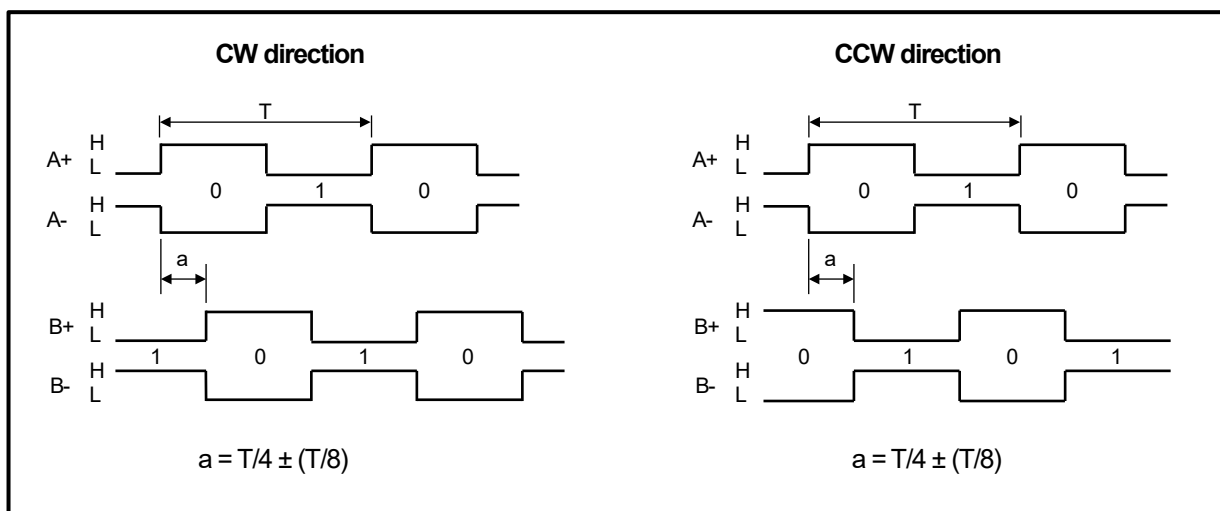 CW direction
T
A+ H
L
0 1 0
A- H
L
a
B+ H
L
1 0 1 0
B- H
L
a = T/4 ± (T/8)
CCW direction
T
A+ H
L
0 1 0
A- H
L
a
B+ H
L
0 1 0 1
B- H
L
a = T/4 ± (T/8)